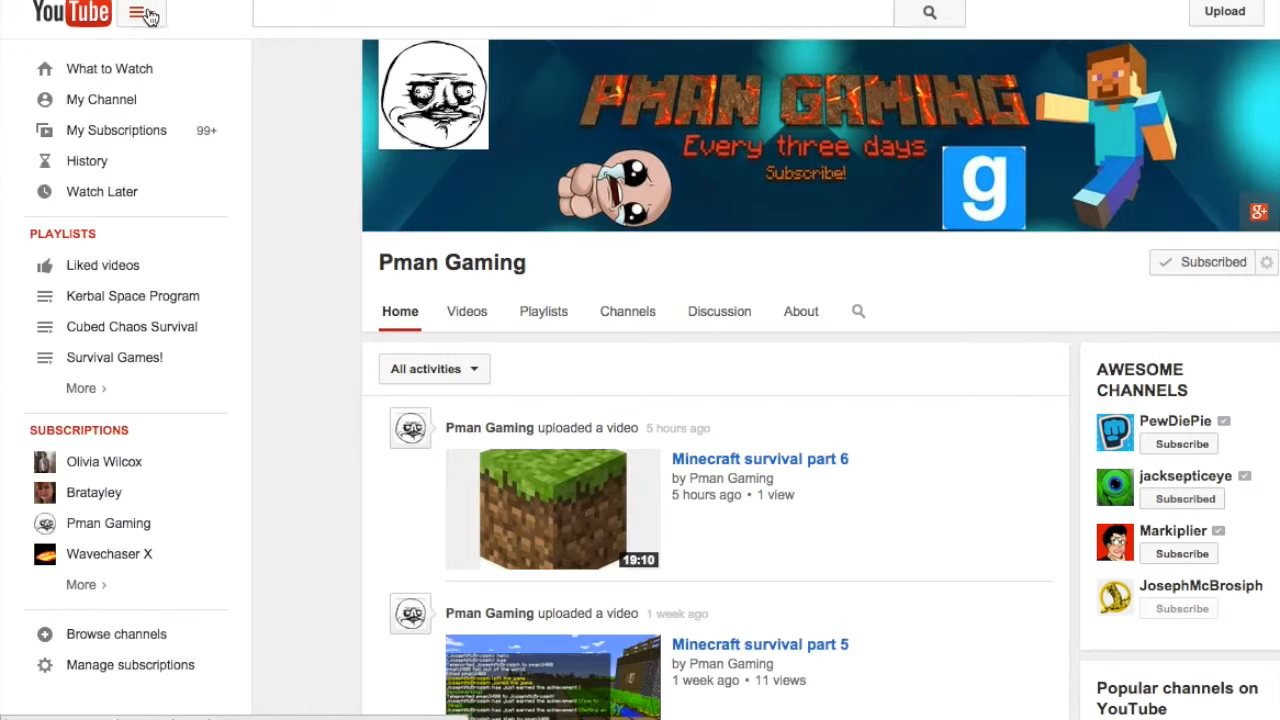 YouTube
Upload
What to Watch
My Channel
My Subscriptions 99+
History
Watch Later
PLAYLISTS
Liked videos
Kerbal Space Program
Cubed Chaos Survival
Survival Games!
More ›
SUBSCRIPTIONS
Olivia Wilcox
Bratayley
Pman Gaming
Wavechaser X
More ›
Browse channels
Manage subscriptions
PMAN GAMING
Every three days
Subscribe!
g
g+
Pman Gaming
Subscribed
Home Videos Playlists Channels Discussion About
All activities
Pman Gaming uploaded a video 5 hours ago
Minecraft survival part 6
by Pman Gaming
5 hours ago • 1 view
19:10
Pman Gaming uploaded a video 1 week ago
Minecraft survival part 5
by Pman Gaming
1 week ago • 11 views
AWESOME
CHANNELS
PewDiePie
Subscribe
jacksepticeye
Subscribed
Markiplier
Subscribe
JosephMcBrosiph
Subscribe
Popular channels on
YouTube